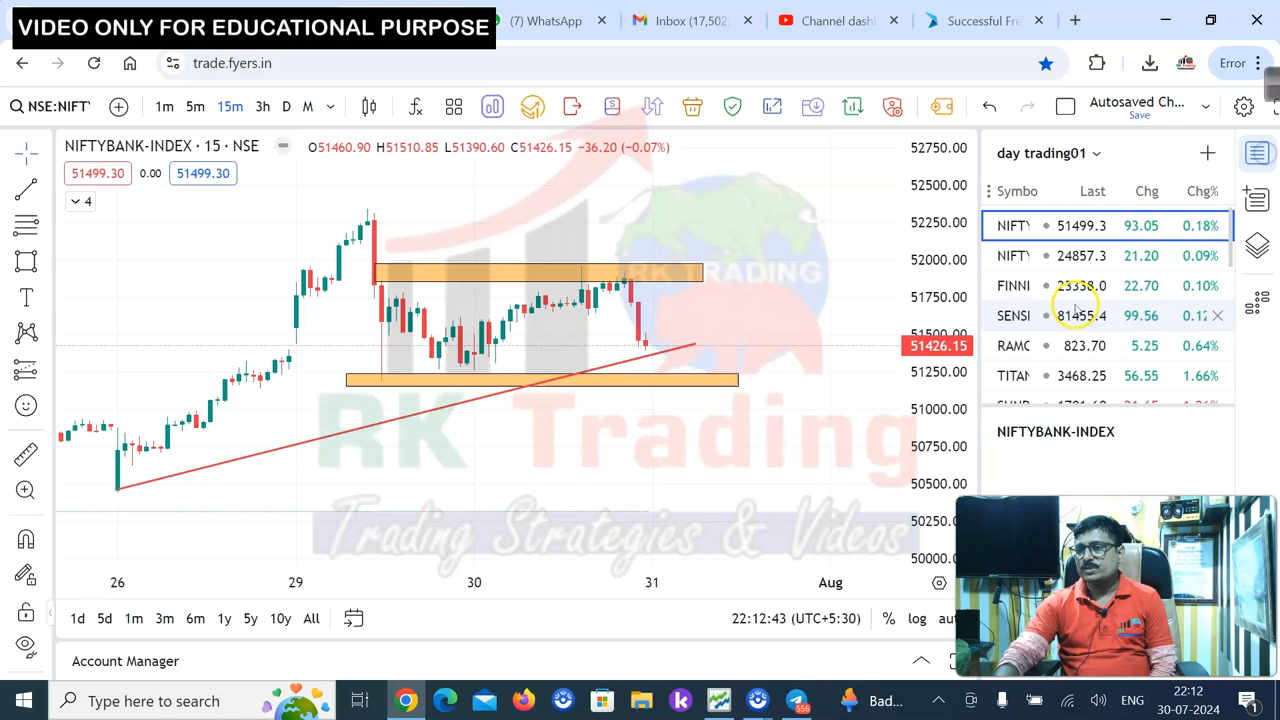 VIDEO ONLY FOR EDUCATIONAL PURPOSE
(7) WhatsApp
Inbox (17,502)
Channel dashboard
Successful Fre
trade.fyers.in
Error
NSE:NIFT
1m 5m 15m 3h D M
Autosaved Ch...
Save
NIFTYBANK-INDEX · 15 · NSE
O51460.90 H51510.85 L51390.60 C51426.15 −36.20 (−0.07%)
51499.30 0.00 51499.30
4
52750.00
52500.00
52250.00
52000.00
51750.00
51500.00
51426.15
51250.00
51000.00
50750.00
50500.00
50250.00
50000.00
RK TRADING
RK Trading
Trading Strategies & Videos
26 29 30 31 Aug
1d 5d 1m 3m 6m 1y 5y 10y All
22:12:43 (UTC+5:30)
% log
Account Manager
day trading01
Symbo Last Chg Chg%
NIFTY 51499.3 93.05 0.18%
NIFTY 24857.3 21.20 0.09%
FINNI 23338.0 22.70 0.10%
SENSI 81455.4 99.56 0.12
RAMC 823.70 5.25 0.64%
TITAN 3468.25 56.55 1.66%
NIFTYBANK-INDEX
Type here to search
656
Bad...
ENG
22:12
30-07-2024
1